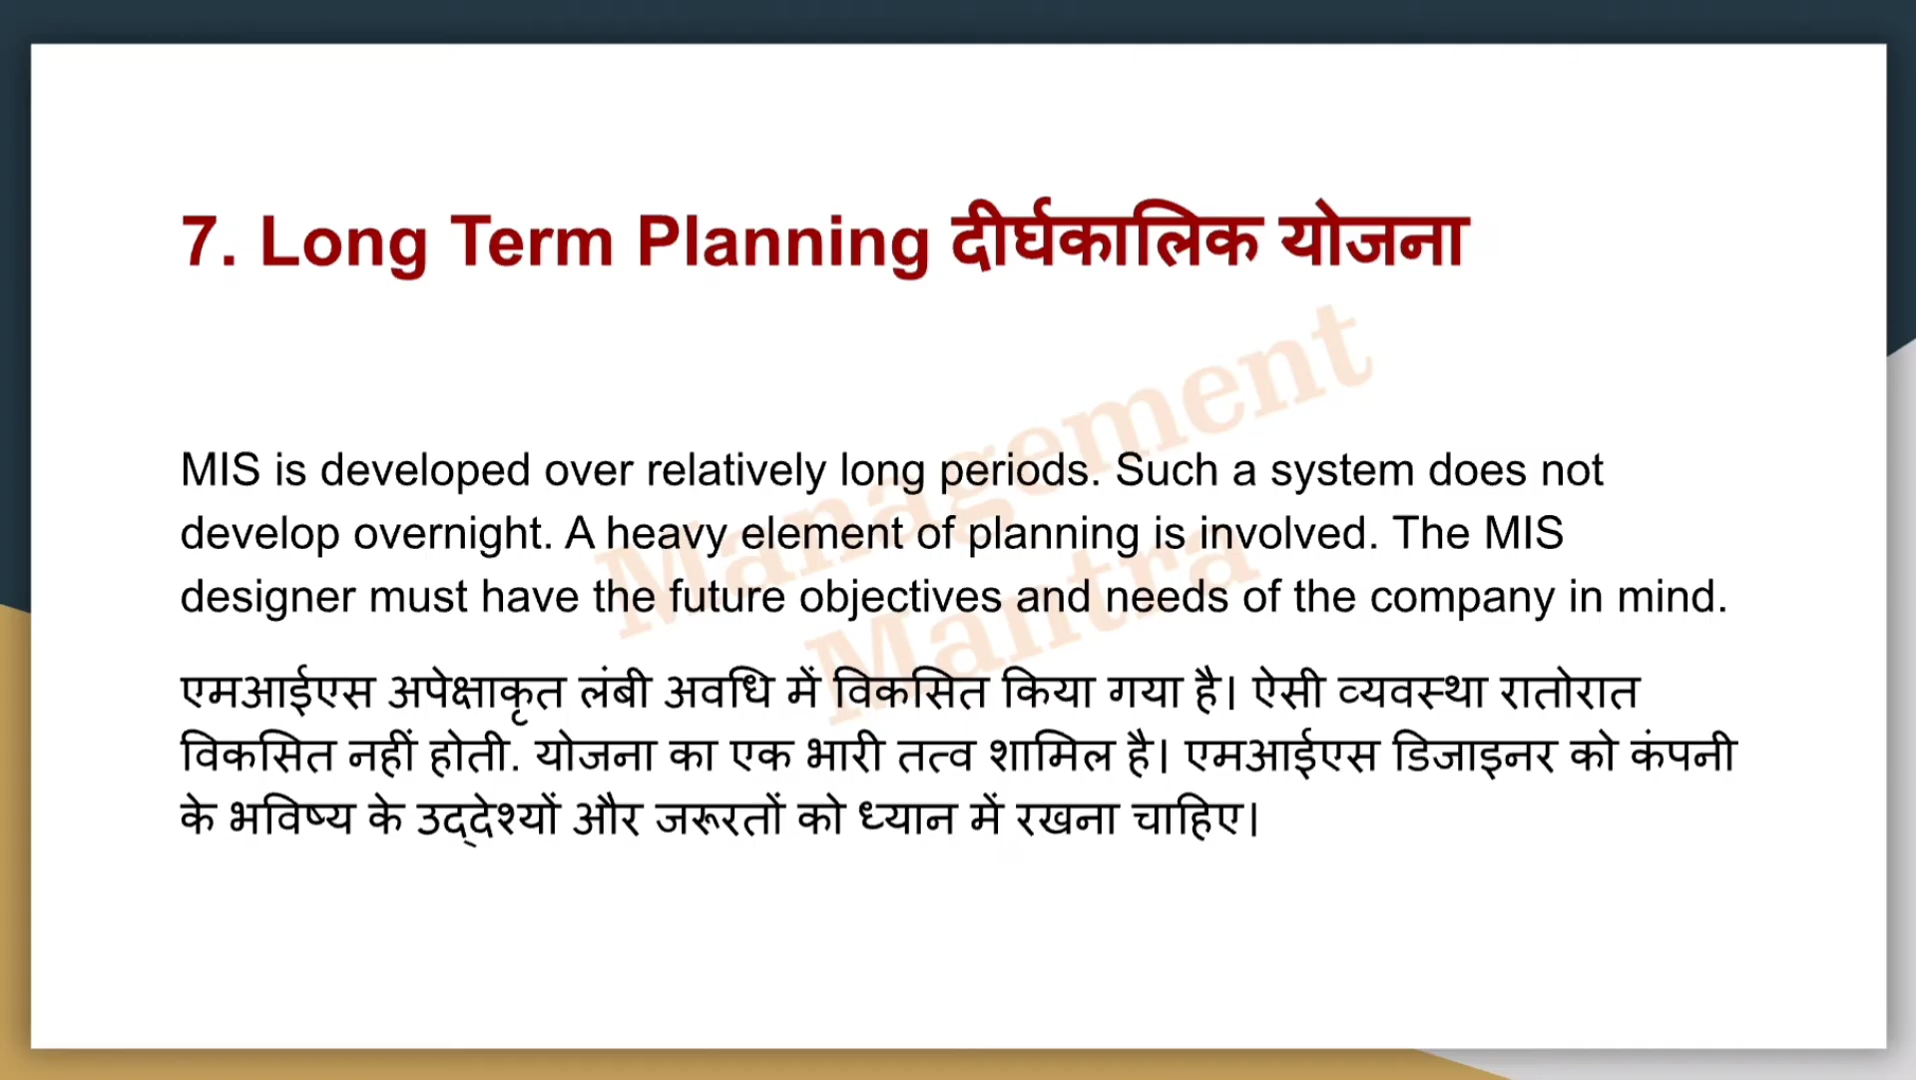 7. Long Term Planning दीर्घकालिक योजना
MIS is developed over relatively long periods. Such a system does not
develop overnight. A heavy element of planning is involved. The MIS
designer must have the future objectives and needs of the company in mind.
एमआईएस अपेक्षाकृत लंबी अवधि में विकसित किया गया है। ऐसी व्यवस्था रातोरात
विकसित नहीं होती. योजना का एक भारी तत्व शामिल है। एमआईएस डिजाइनर को कंपनी
के भविष्य के उद्देश्यों और जरूरतों को ध्यान में रखना चाहिए।
Management
Mantra